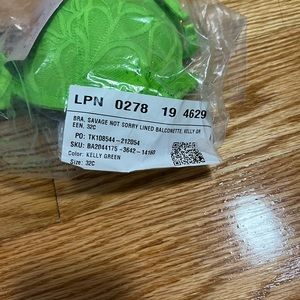 LPN 0278 19 4629
BRA, SAVAGE NOT SORRY LINED BALCONETTE, KELLY GR
EEN, 32C
PO: TK108544-212054
SKU: BA2044175-3642-14160
Color: KELLY GREEN
Size: 32C